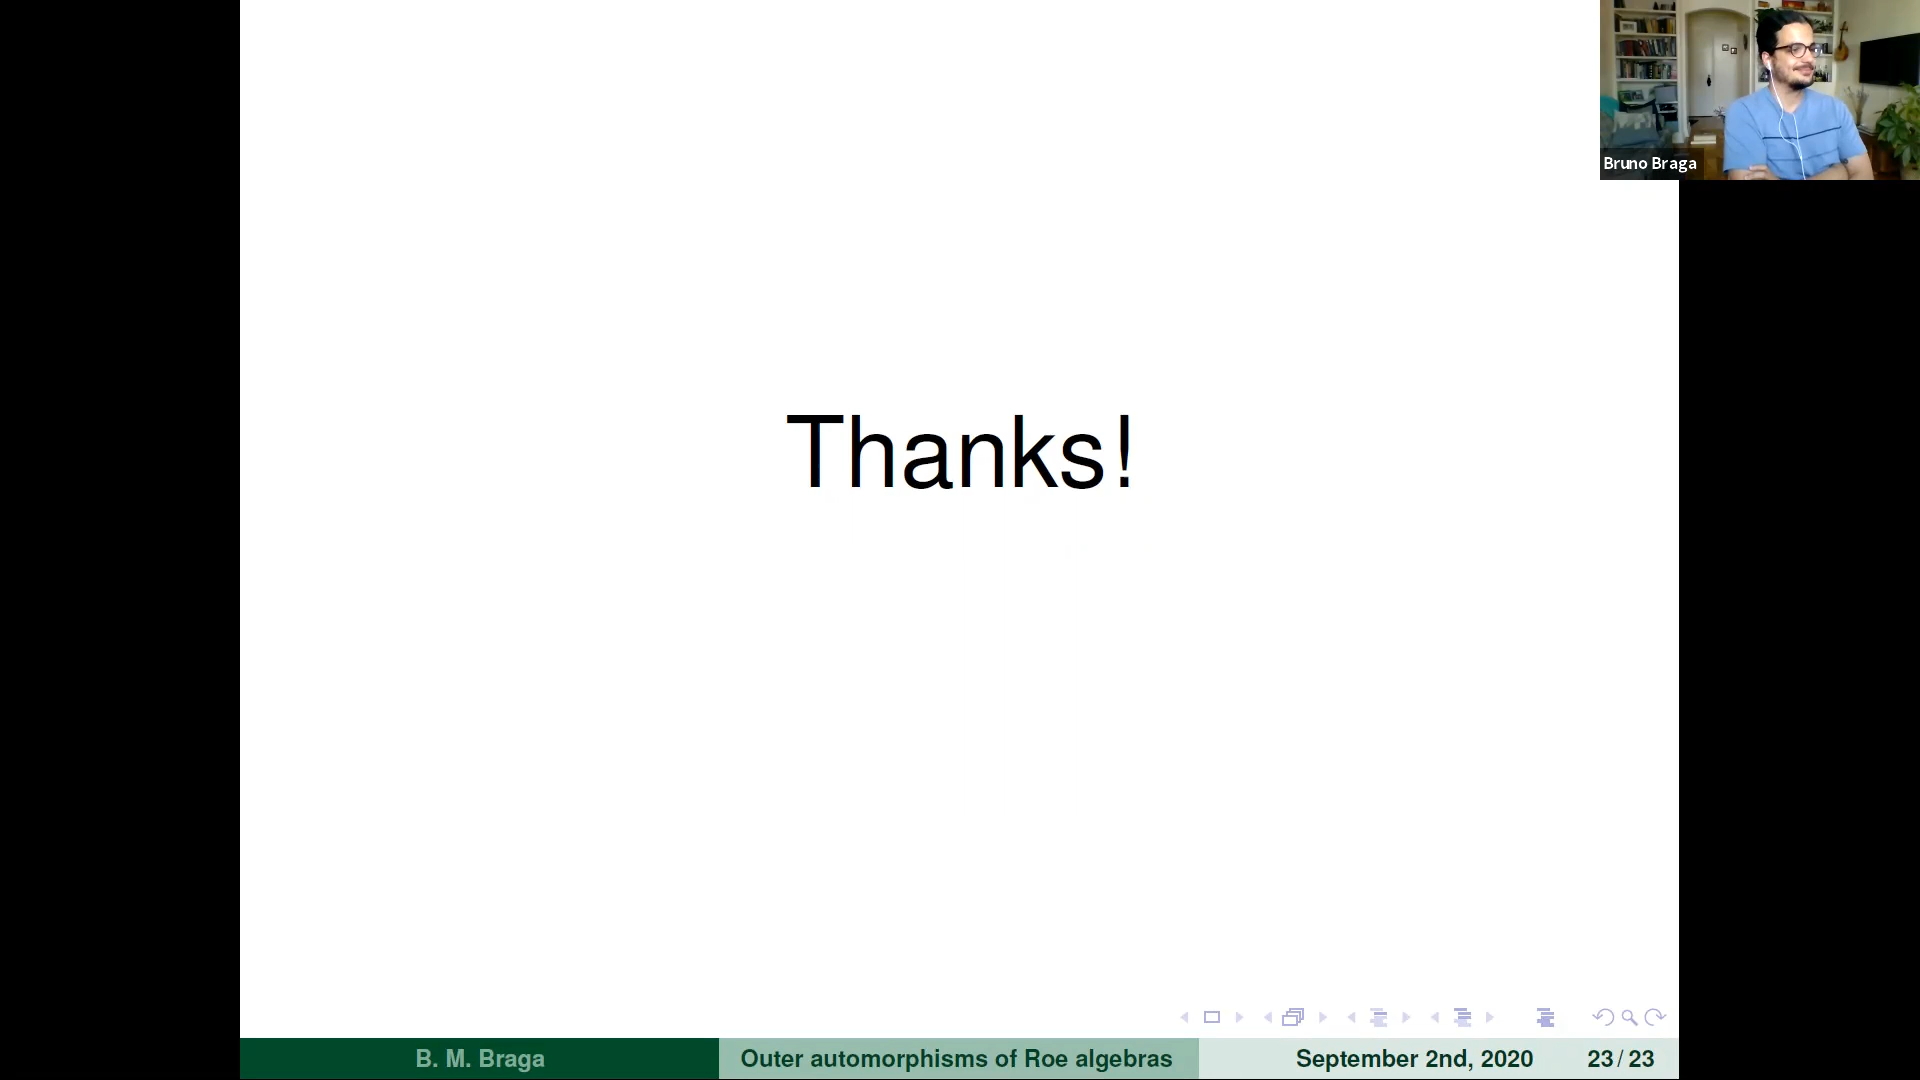 Bruno Braga
Thanks!
B. M. Braga
Outer automorphisms of Roe algebras
September 2nd, 2020
23 / 23